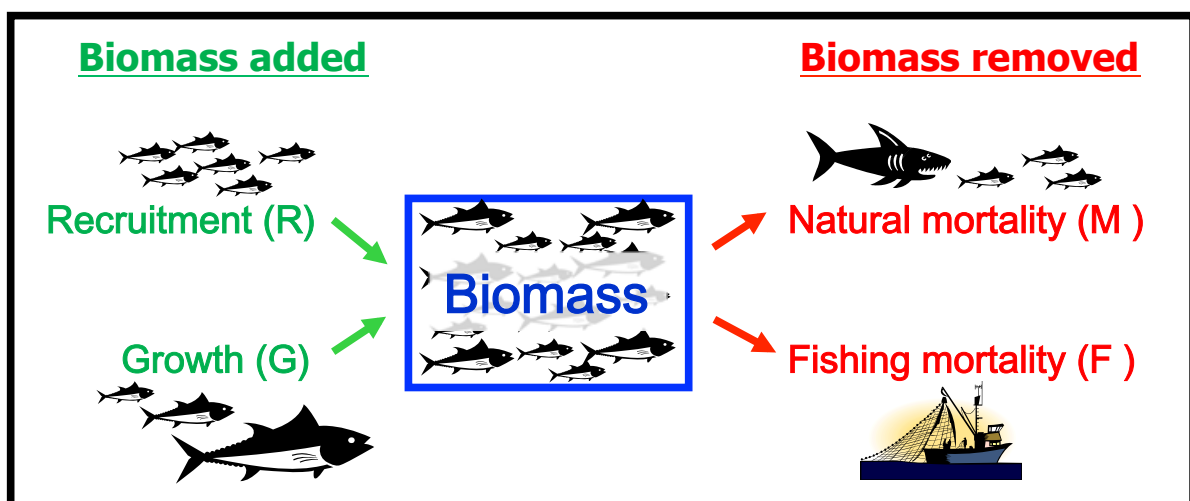 Biomass added
Biomass removed
Recruitment (R)
Natural mortality (M )
Biomass
Growth (G)
Fishing mortality (F )